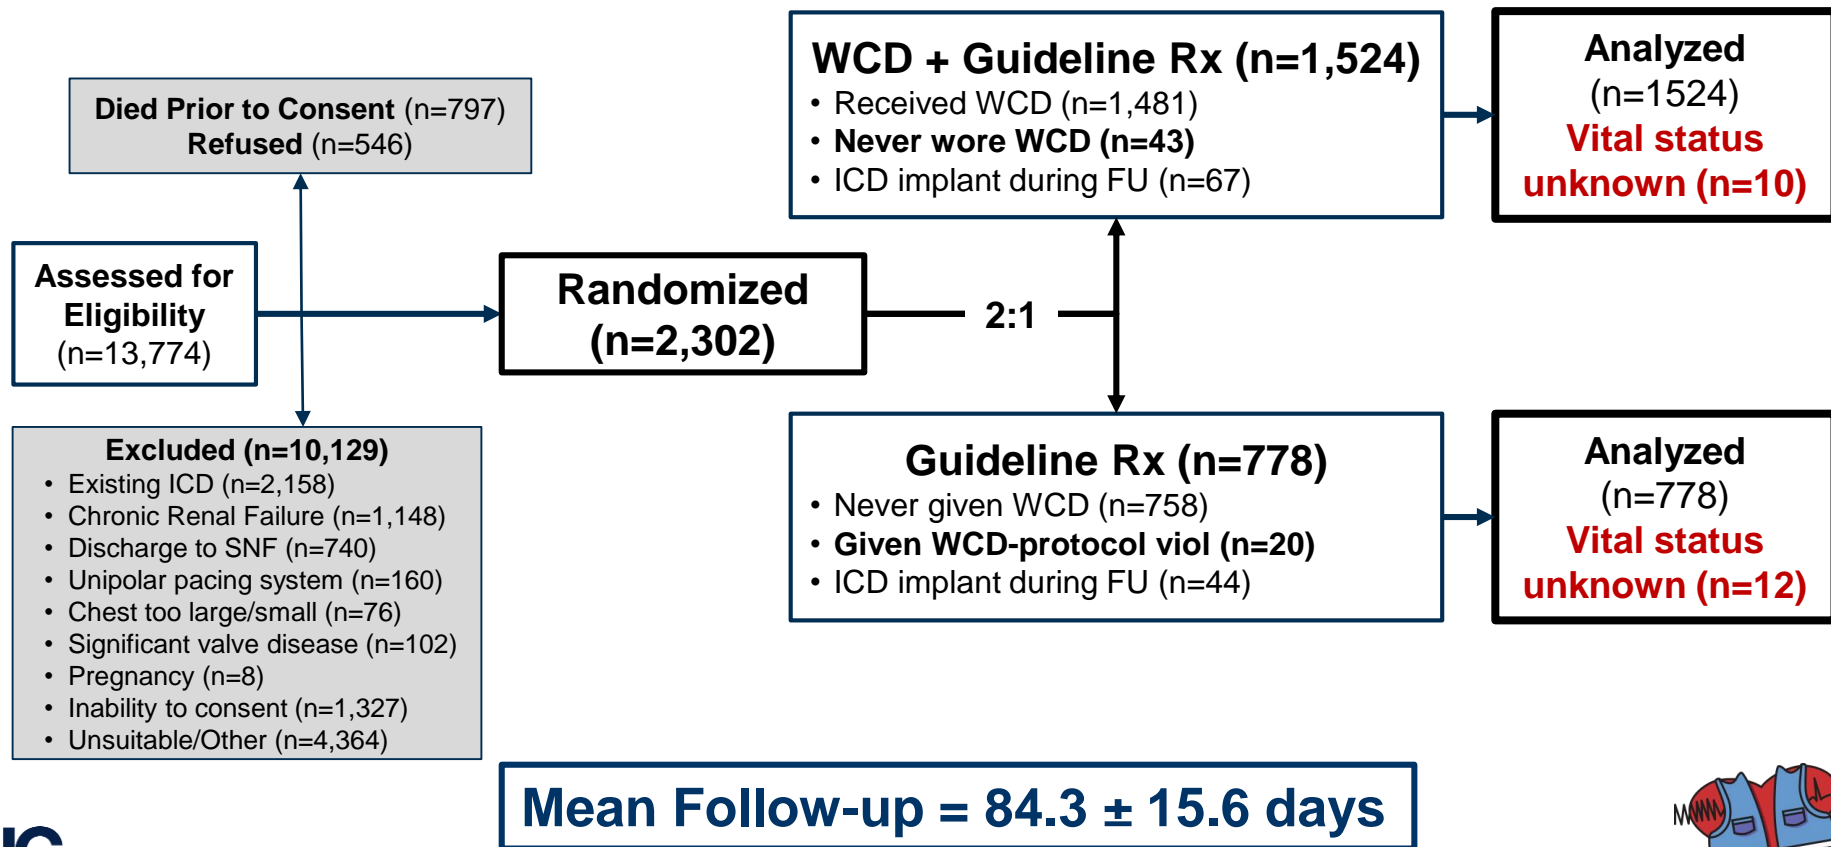 Died Prior to Consent (n=797)
Refused (n=546)
Assessed for
Eligibility
(n=13,774)
Excluded (n=10,129)
• Existing ICD (n=2,158)
• Chronic Renal Failure (n=1,148)
• Discharge to SNF (n=740)
• Unipolar pacing system (n=160)
• Chest too large/small (n=76)
• Significant valve disease (n=102)
• Pregnancy (n=8)
• Inability to consent (n=1,327)
• Unsuitable/Other (n=4,364)
Randomized
(n=2,302)
2:1
WCD + Guideline Rx (n=1,524)
• Received WCD (n=1,481)
• Never wore WCD (n=43)
• ICD implant during FU (n=67)
Analyzed
(n=1524)
Vital status
unknown (n=10)
Guideline Rx (n=778)
• Never given WCD (n=758)
• Given WCD-protocol viol (n=20)
• ICD implant during FU (n=44)
Analyzed
(n=778)
Vital status
unknown (n=12)
Mean Follow-up = 84.3 ± 15.6 days